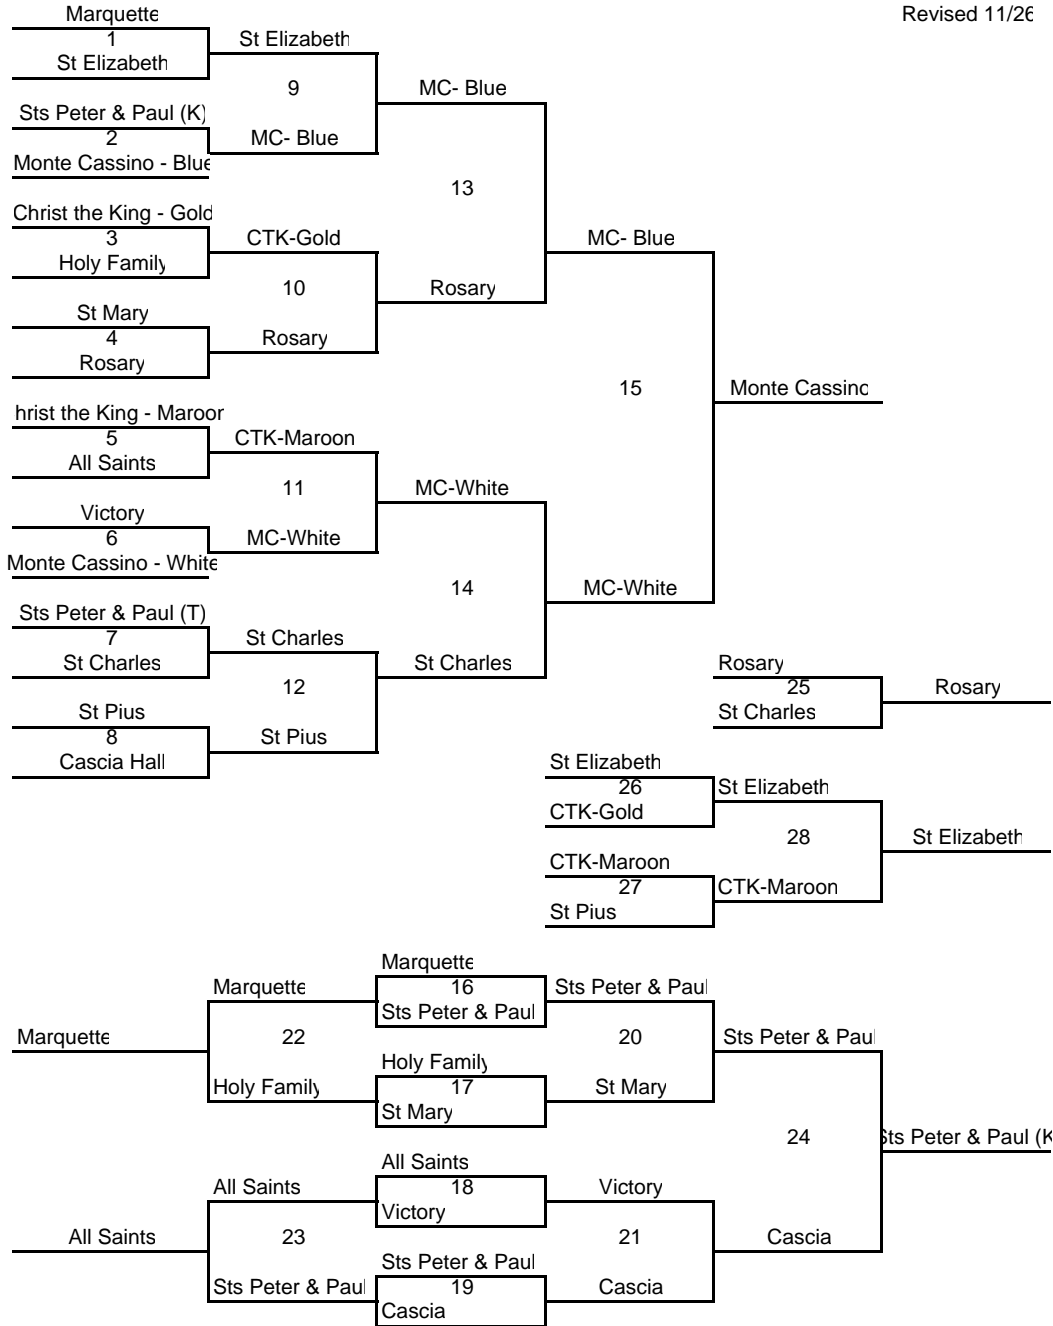 Marquette
Revised 11/26
1
St Elizabeth
St Elizabeth
9
MC- Blue
Sts Peter & Paul (K)
2
MC- Blue
Monte Cassino - Blue
13
Christ the King - Gold
3
CTK-Gold
MC- Blue
Holy Family
10
Rosary
St Mary
4
Rosary
Rosary
15
Monte Cassino
hrist the King - Maroon
5
CTK-Maroon
All Saints
11
MC-White
Victory
6
MC-White
Monte Cassino - White
14
MC-White
Sts Peter & Paul (T)
7
St Charles
St Charles
St Charles
Rosary
12
25
Rosary
St Pius
St Charles
8
St Pius
Cascia Hall
St Elizabeth
26
St Elizabeth
CTK-Gold
28
St Elizabeth
CTK-Maroon
27
CTK-Maroon
St Pius
Marquette
Marquette
16
Sts Peter & Paul
Sts Peter & Paul
Marquette
22
20
Sts Peter & Paul
Holy Family
Holy Family
17
St Mary
St Mary
24
Sts Peter & Paul (K
All Saints
All Saints
18
Victory
Victory
All Saints
23
21
Cascia
Sts Peter & Paul
Sts Peter & Paul
19
Cascia
Cascia